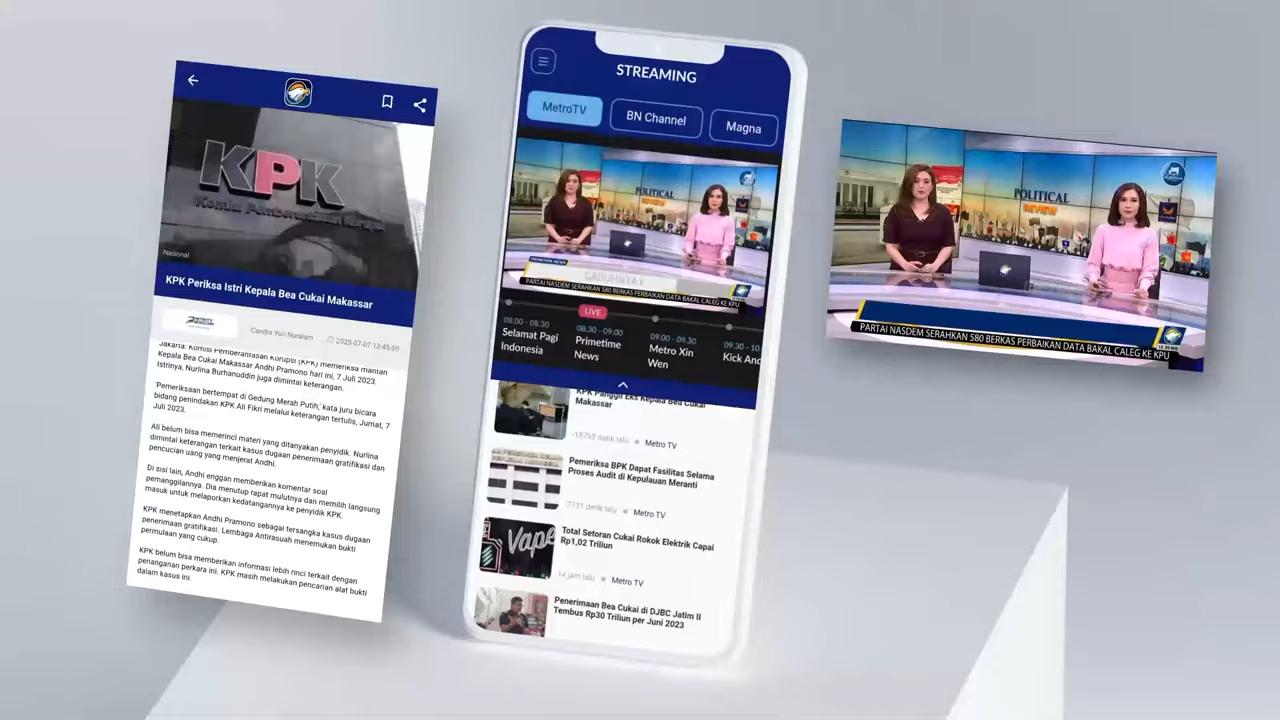 KPK
Komisi Pemberantasan Korupsi
Nasional
KPK Periksa Istri Kepala Bea Cukai Makassar
Candra Yuri Nuralam
2023-07-07 13:45:59
Jakarta: Komisi Pemberantasan Korupsi (KPK) memeriksa mantan
Kepala Bea Cukai Makassar Andhi Pramono hari ini, 7 Juli 2023.
Istrinya, Nurlina Burhanuddin juga dimintai keterangan.
'Pemeriksaan bertempat di Gedung Merah Putih,' kata juru bicara
bidang penindakan KPK Ali Fikri melalui keterangan tertulis, Jumat, 7
Juli 2023.
Ali belum bisa memerinci materi yang ditanyakan penyidik. Nurlina
dimintai keterangan terkait kasus dugaan penerimaan gratifikasi dan
pencucian uang yang menjerat Andhi.
Di sisi lain, Andhi enggan memberikan komentar soal
pemanggilannya. Dia menutup rapat mulutnya dan memilih langsung
masuk untuk melaporkan kedatangannya ke penyidik KPK.
KPK menetapkan Andhi Pramono sebagai tersangka kasus dugaan
penerimaan gratifikasi. Lembaga Antirasuah menemukan bukti
permulaan yang cukup.
KPK belum bisa memberikan informasi lebih rinci terkait dengan
penanganan perkara ini. KPK masih melakukan pencarian alat bukti
dalam kasus ini.
STREAMING
MetroTV
BN Channel
Magna
POLITICAL
REVIEW
PRIMETIME NEWS
PARTAI NASDEM SERAHKAN 580 BERKAS PERBAIKAN DATA BAKAL CALEG KE KPU
LIVE
08.00 - 08.30
Selamat Pagi
Indonesia
08.30 - 09.00
Primetime
News
09.00 - 09.30
Metro Xin
Wen
09.30 - 10
Kick And
KPK Panggil Eks Kepala Bea Cukai
Makassar
-15793 detik lalu
Metro TV
Pemeriksa BPK Dapat Fasilitas Selama
Proses Audit di Kepulauan Meranti
7731 detik lalu
Metro TV
Vape
Total Setoran Cukai Rokok Elektrik Capai
Rp1,02 Triliun
14 jam lalu
Metro TV
Penerimaan Bea Cukai di DJBC Jatim II
Tembus Rp30 Triliun per Juni 2023
POLITICAL
REVIEW
PARTAI NASDEM SERAHKAN 580 BERKAS PERBAIKAN DATA BAKAL CALEG KE KPU